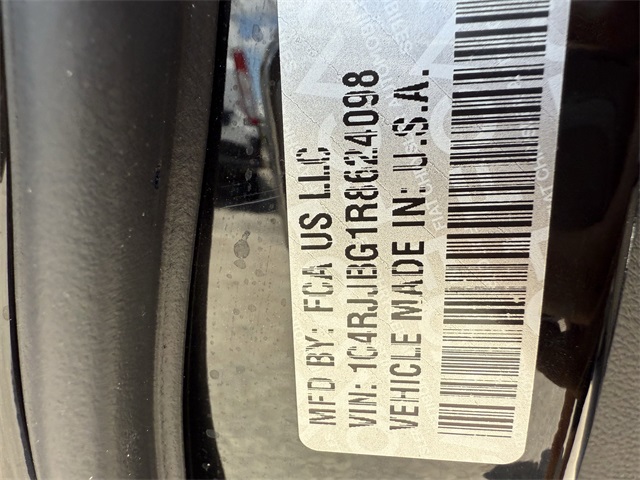 MFD BY: FCA US LLC
VIN: 1C4RJJBG1R8624098
VEHICLE MADE IN: U.S.A.